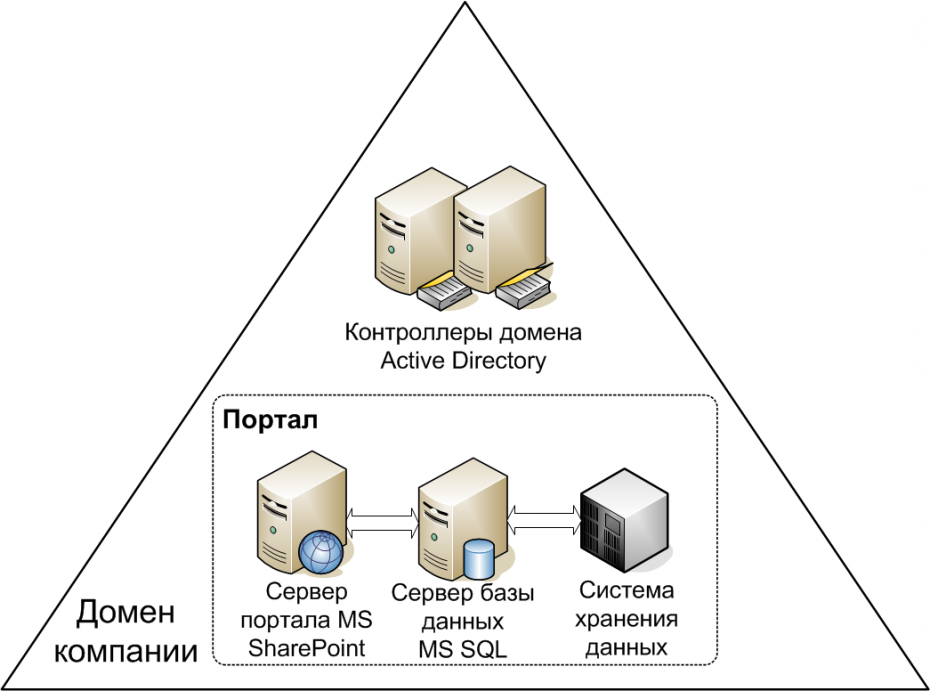 Контроллеры домена
Active Directory
Портал
Сервер
портала MS
SharePoint
Сервер базы
данных
MS SQL
Система
хранения
данных
Домен
компании